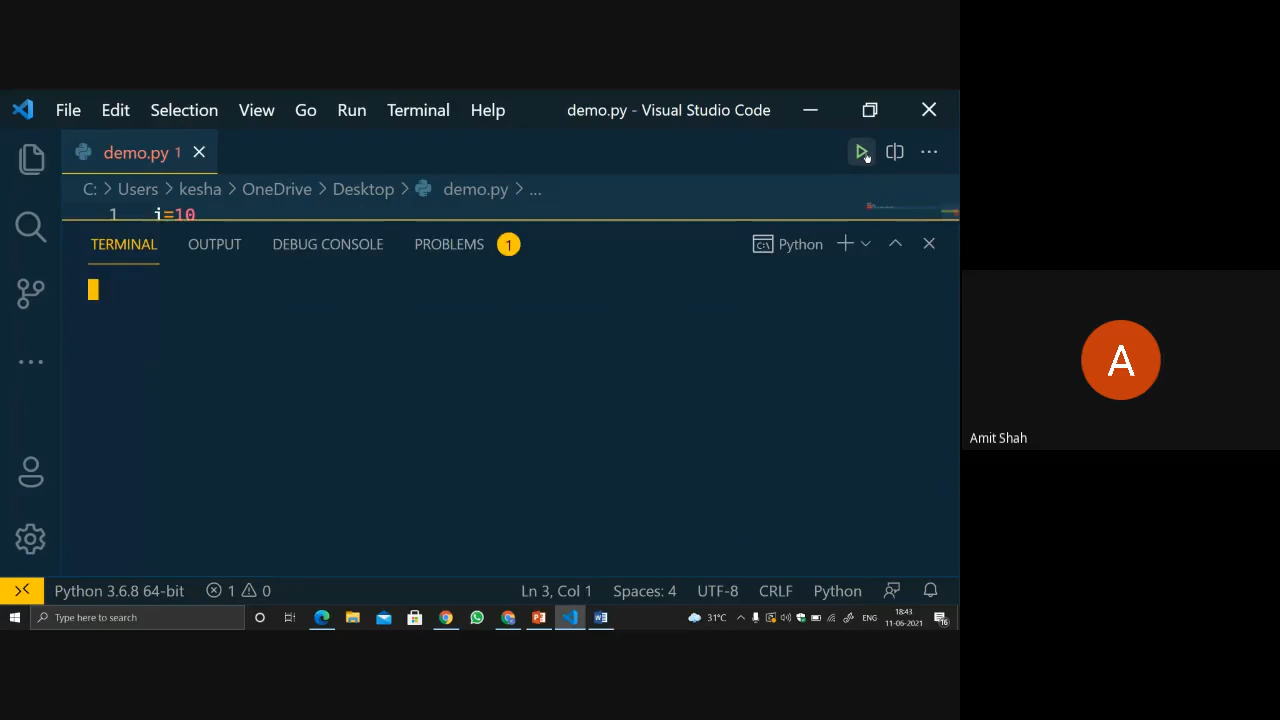 File Edit Selection View Go Run Terminal Help demo.py - Visual Studio Code
demo.py 1
C: > Users > kesha > OneDrive > Desktop > demo.py > ...
1 i=10
TERMINAL OUTPUT DEBUG CONSOLE PROBLEMS 1 Python
A
Amit Shah
Python 3.6.8 64-bit 1 0 Ln 3, Col 1 Spaces: 4 UTF-8 CRLF Python
Type here to search 31°C ENG 18:43
11-06-2021 16